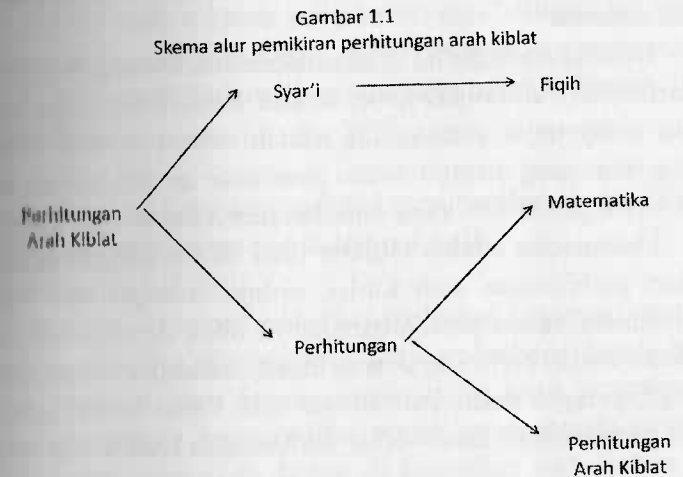 Gambar 1.1
Skema alur pemikiran perhitungan arah kiblat
Syar'i
Fiqih
Perhitungan
Arah Kiblat
Matematika
Perhitungan
Perhitungan
Arah Kiblat